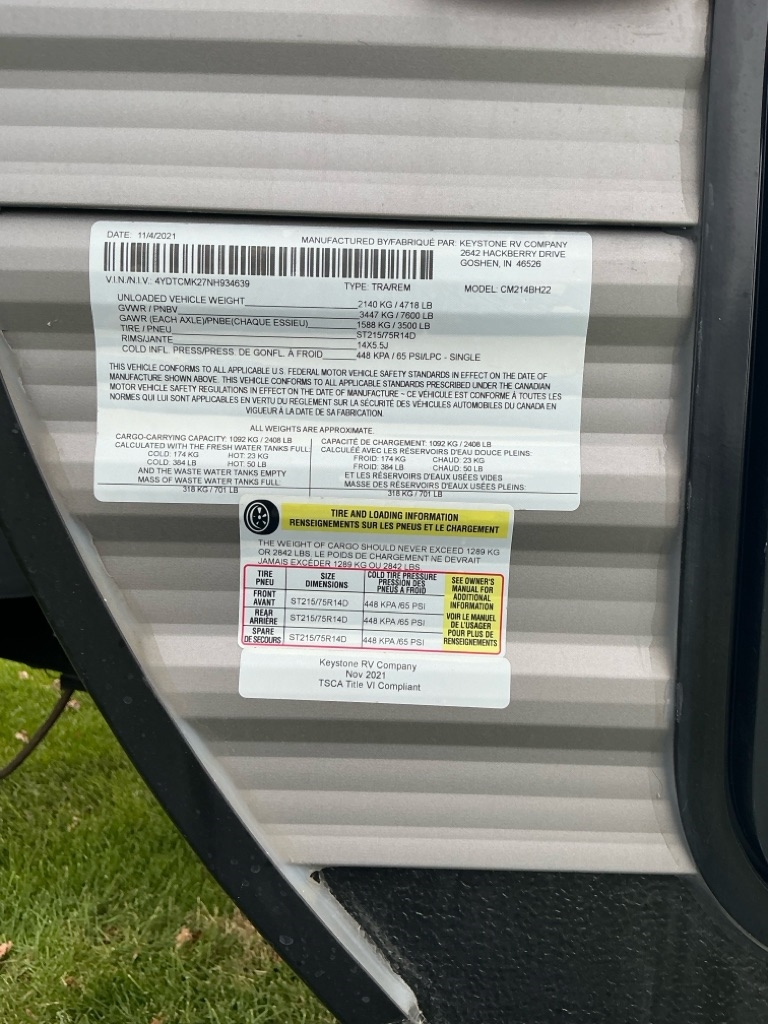 DATE: 11/4/2021
MANUFACTURED BY/FABRIQUÉ PAR: KEYSTONE RV COMPANY
2642 HACKBERRY DRIVE
GOSHEN, IN 46526
V.I.N./N.I.V.: 4YDTCMK27NH934639 TYPE: TRA/REM MODEL: CM214BH22
UNLOADED VEHICLE WEIGHT 2140 KG / 4718 LB
GVWR / PNBV 3447 KG / 7600 LB
GAWR (EACH AXLE)/PNBE(CHAQUE ESSIEU) 1588 KG / 3500 LB
TIRE / PNEU ST215/75R14D
RIMS/JANTE 14X5.5J
COLD INFL. PRESS/PRESS. DE GONFL. À FROID 448 KPA / 65 PSI/LPC - SINGLE
THIS VEHICLE CONFORMS TO ALL APPLICABLE U.S. FEDERAL MOTOR VEHICLE SAFETY STANDARDS IN EFFECT ON THE DATE OF
MANUFACTURE SHOWN ABOVE. THIS VEHICLE CONFORMS TO ALL APPLICABLE STANDARDS PRESCRIBED UNDER THE CANADIAN
MOTOR VEHICLE SAFETY REGULATIONS IN EFFECT ON THE DATE OF MANUFACTURE ~ CE VÉHICULE EST CONFORME À TOUTES LES
NORMES QUI LUI SONT APPLICABLES EN VERTU DU RÈGLEMENT SUR LA SÉCURITÉ DES VÉHICULES AUTOMOBILES DU CANADA EN
VIGUEUR À LA DATE DE SA FABRICATION.
ALL WEIGHTS ARE APPROXIMATE.
CARGO-CARRYING CAPACITY: 1092 KG / 2408 LB
CALCULATED WITH THE FRESH WATER TANKS FULL:
COLD: 174 KG HOT: 23 KG
COLD: 384 LB HOT: 50 LB
AND THE WASTE WATER TANKS EMPTY
MASS OF WASTE WATER TANKS FULL:
318 KG / 701 LB
CAPACITÉ DE CHARGEMENT: 1092 KG / 2408 LB
CALCULÉE AVEC LES RÉSERVOIRS D'EAU DOUCE PLEINS:
FROID: 174 KG CHAUD: 23 KG
FROID: 384 LB CHAUD: 50 LB
ET LES RÉSERVOIRS D'EAUX USÉES VIDES
MASSE DES RÉSERVOIRS D'EAUX USÉES PLEINS:
318 KG / 701 LB
TIRE AND LOADING INFORMATION
RENSEIGNEMENTS SUR LES PNEUS ET LE CHARGEMENT
THE WEIGHT OF CARGO SHOULD NEVER EXCEED 1289 KG
OR 2842 LBS. LE POIDS DE CHARGEMENT NE DEVRAIT
JAMAIS EXCÉDER 1289 KG OU 2842 LBS.
TIRE
PNEU
SIZE
DIMENSIONS
COLD TIRE PRESSURE
PRESSION DES
PNEUS A FROID
FRONT
AVANT
ST215/75R14D 448 KPA /65 PSI
REAR
ARRIÈRE
ST215/75R14D 448 KPA /65 PSI
SPARE
DE SECOURS
ST215/75R14D 448 KPA /65 PSI
SEE OWNER'S
MANUAL FOR
ADDITIONAL
INFORMATION
VOIR LE MANUEL
DE L'USAGER
POUR PLUS DE
RENSEIGNEMENTS
Keystone RV Company
Nov 2021
TSCA Title VI Compliant